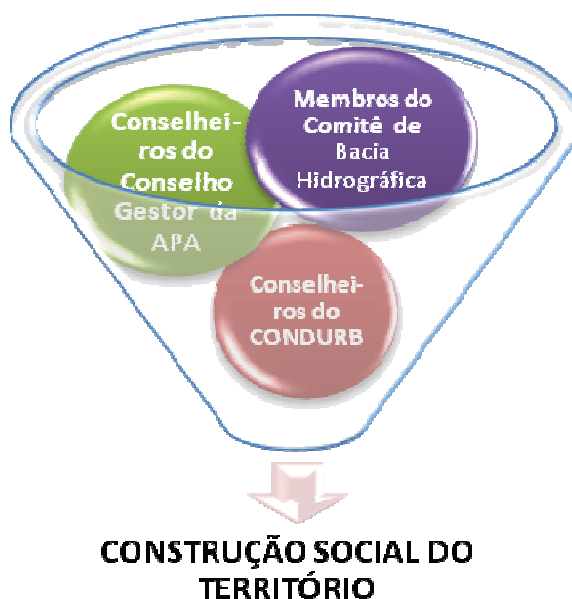 Conselhei-
ros do
Conselho
Gestor da
APA
Membros do
Comitê de
Bacia
Hidrográfica
Conselhei-
ros do
CONDURB
CONSTRUÇÃO SOCIAL DO
TERRITÓRIO